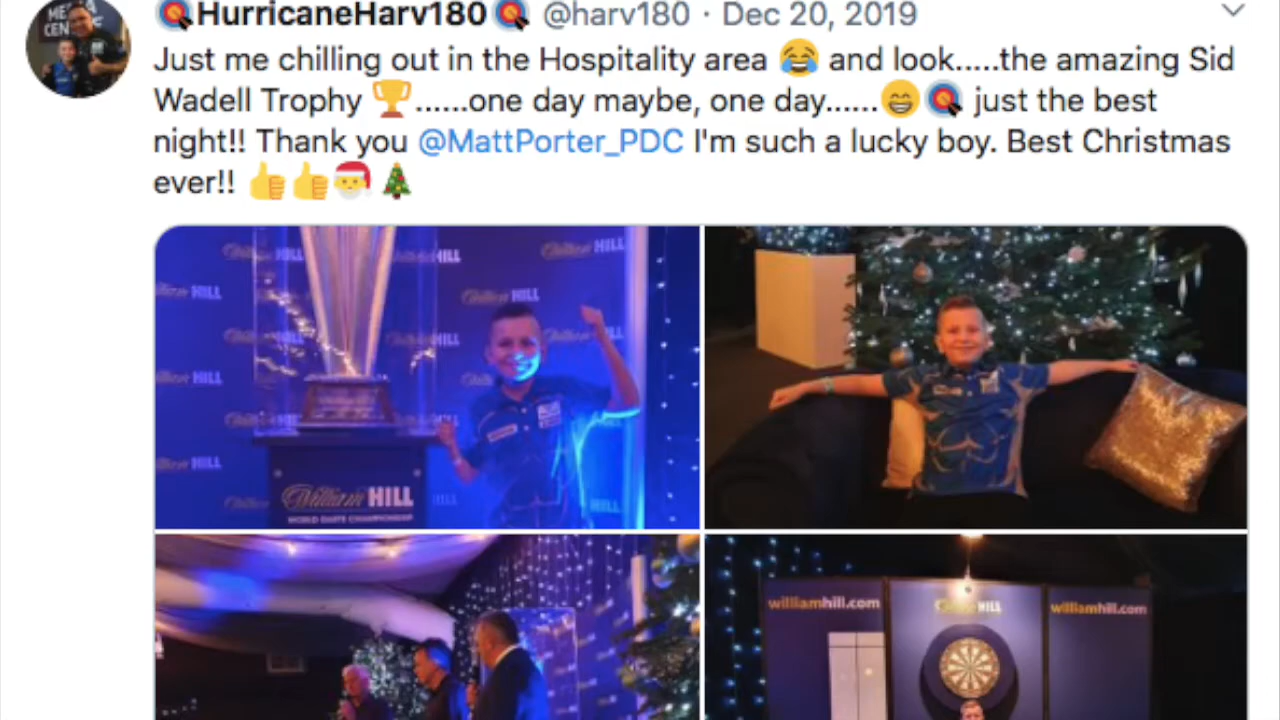 🎯HurricaneHarv180🎯 @harv180 · Dec 20, 2019
Just me chilling out in the Hospitality area 😂 and look.....the amazing Sid
Wadell Trophy 🏆......one day maybe, one day......😁🎯 just the best
night!! Thank you @MattPorter_PDC I'm such a lucky boy. Best Christmas
ever!! 👍👍🎅🎄
William HILL
WORLD DARTS CHAMPIONSHIP
williamhill.com
William HILL
williamhill.com